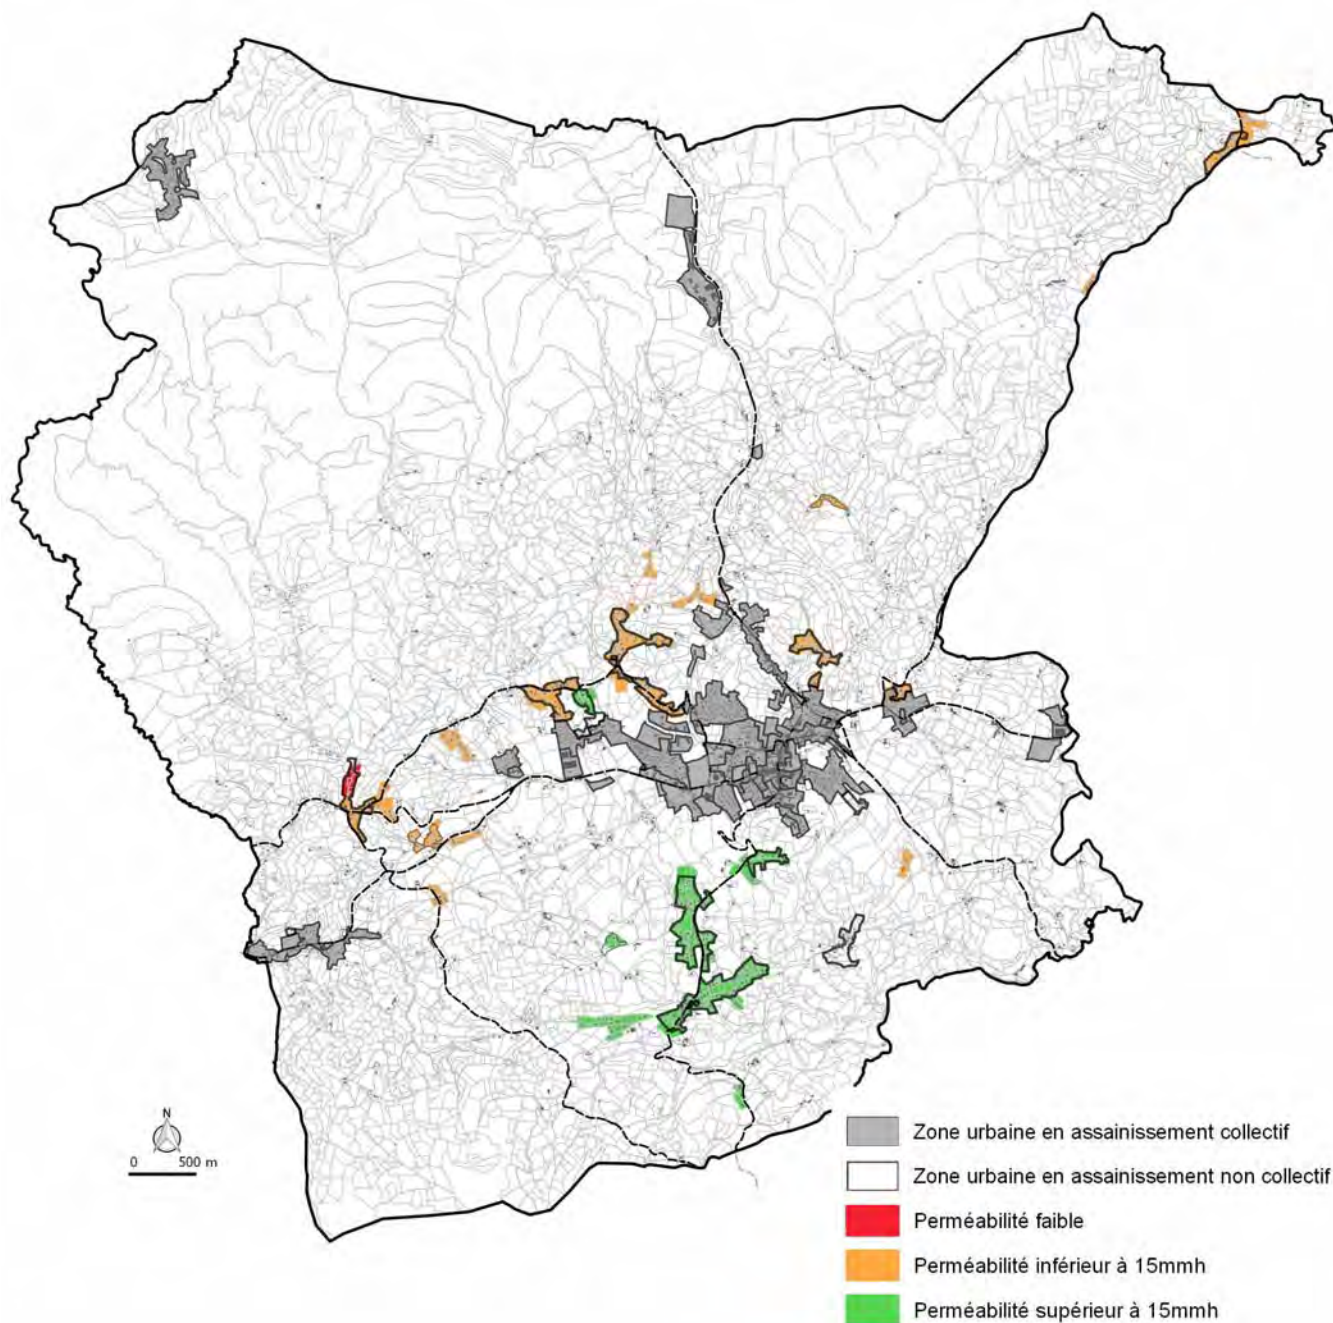 N
0 500 m
Zone urbaine en assainissement collectif
Zone urbaine en assainissement non collectif
Perméabilité faible
Perméabilité inférieur à 15mmh
Perméabilité supérieur à 15mmh